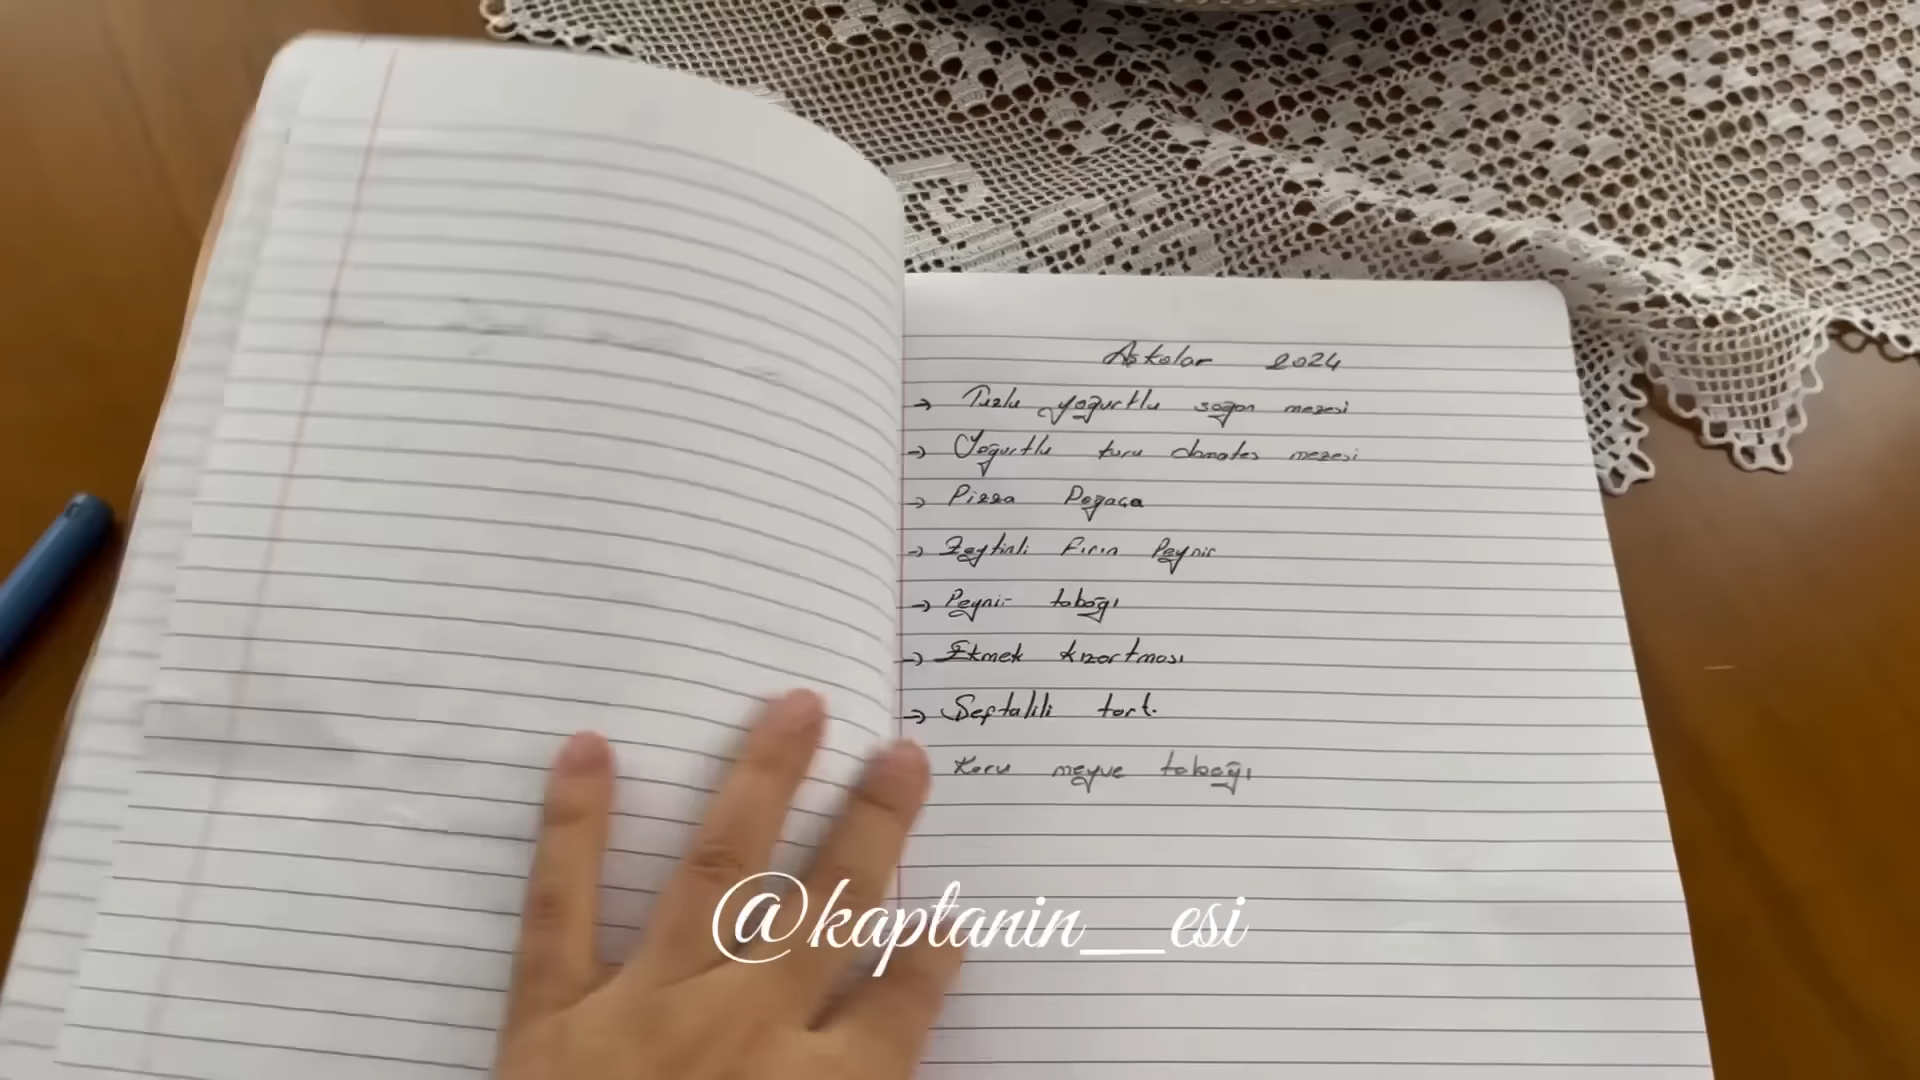 Aşkolar 2024
→ Tuzlu yoğurtlu soğan mezesi
→ Yoğurtlu kuru domates mezesi
→ Pizza Poğaça
→ Zeytinli Fırın Peynir
→ Peynir tabağı
→ Ekmek kızartması
→ Şeftalili tart.
Kuru meyve tabağı
@kaptanin__esi